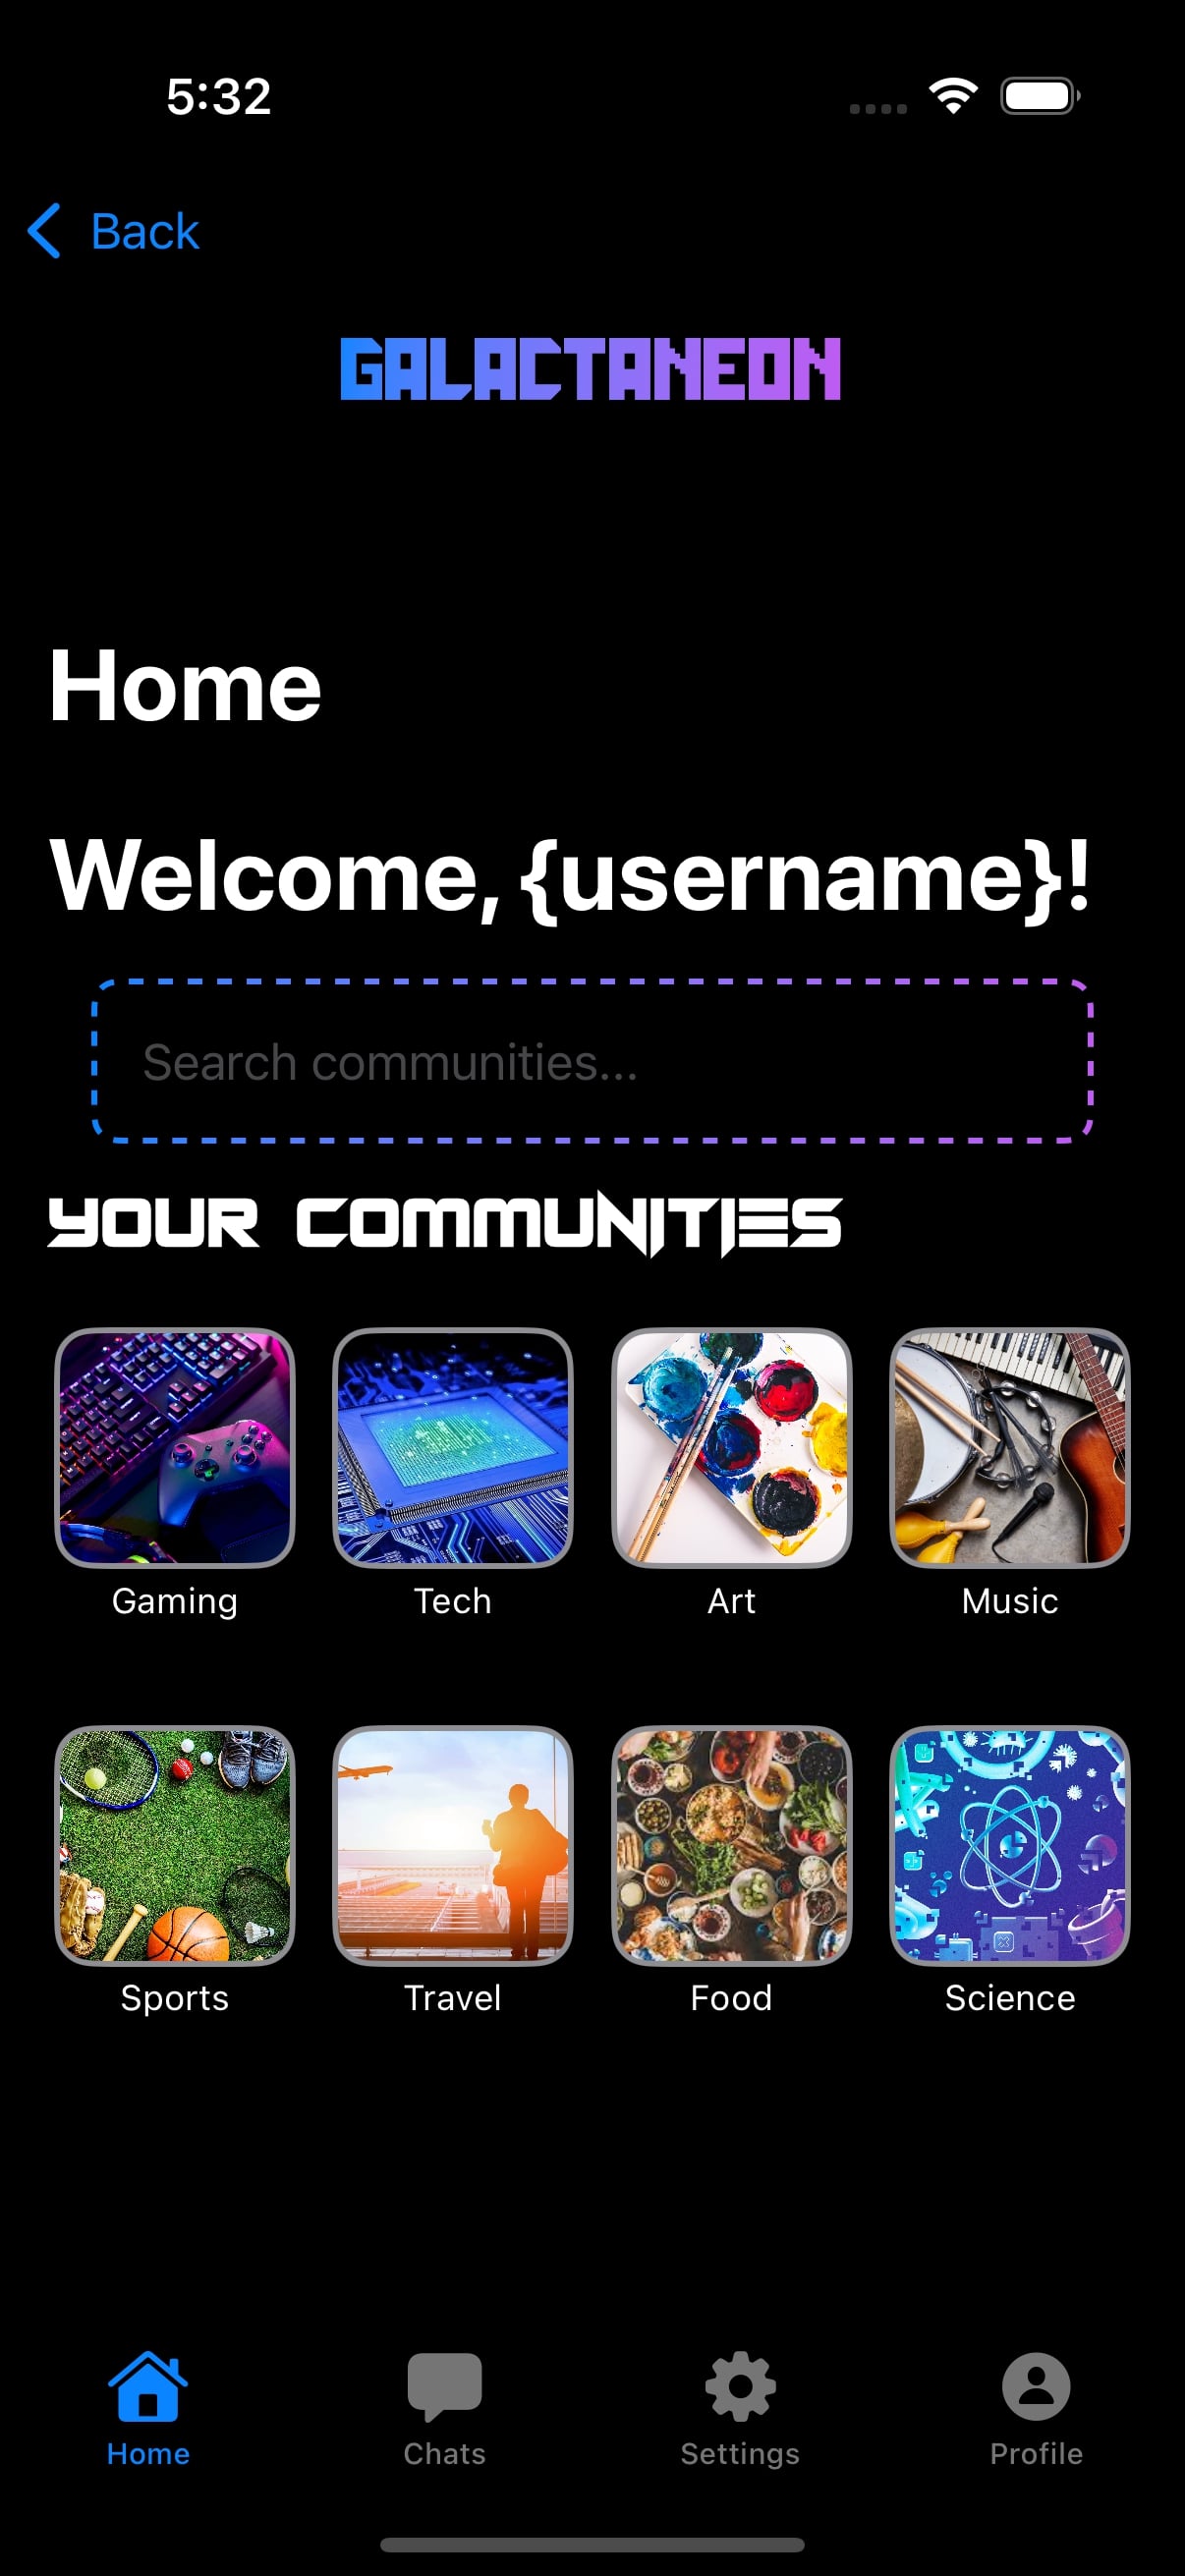 5:32
Back
GALACTANEON
Home
Welcome, {username}!
Search communities...
YOUR COMMUNITIES
Gaming Tech Art Music
Sports Travel Food Science
Home Chats Settings Profile